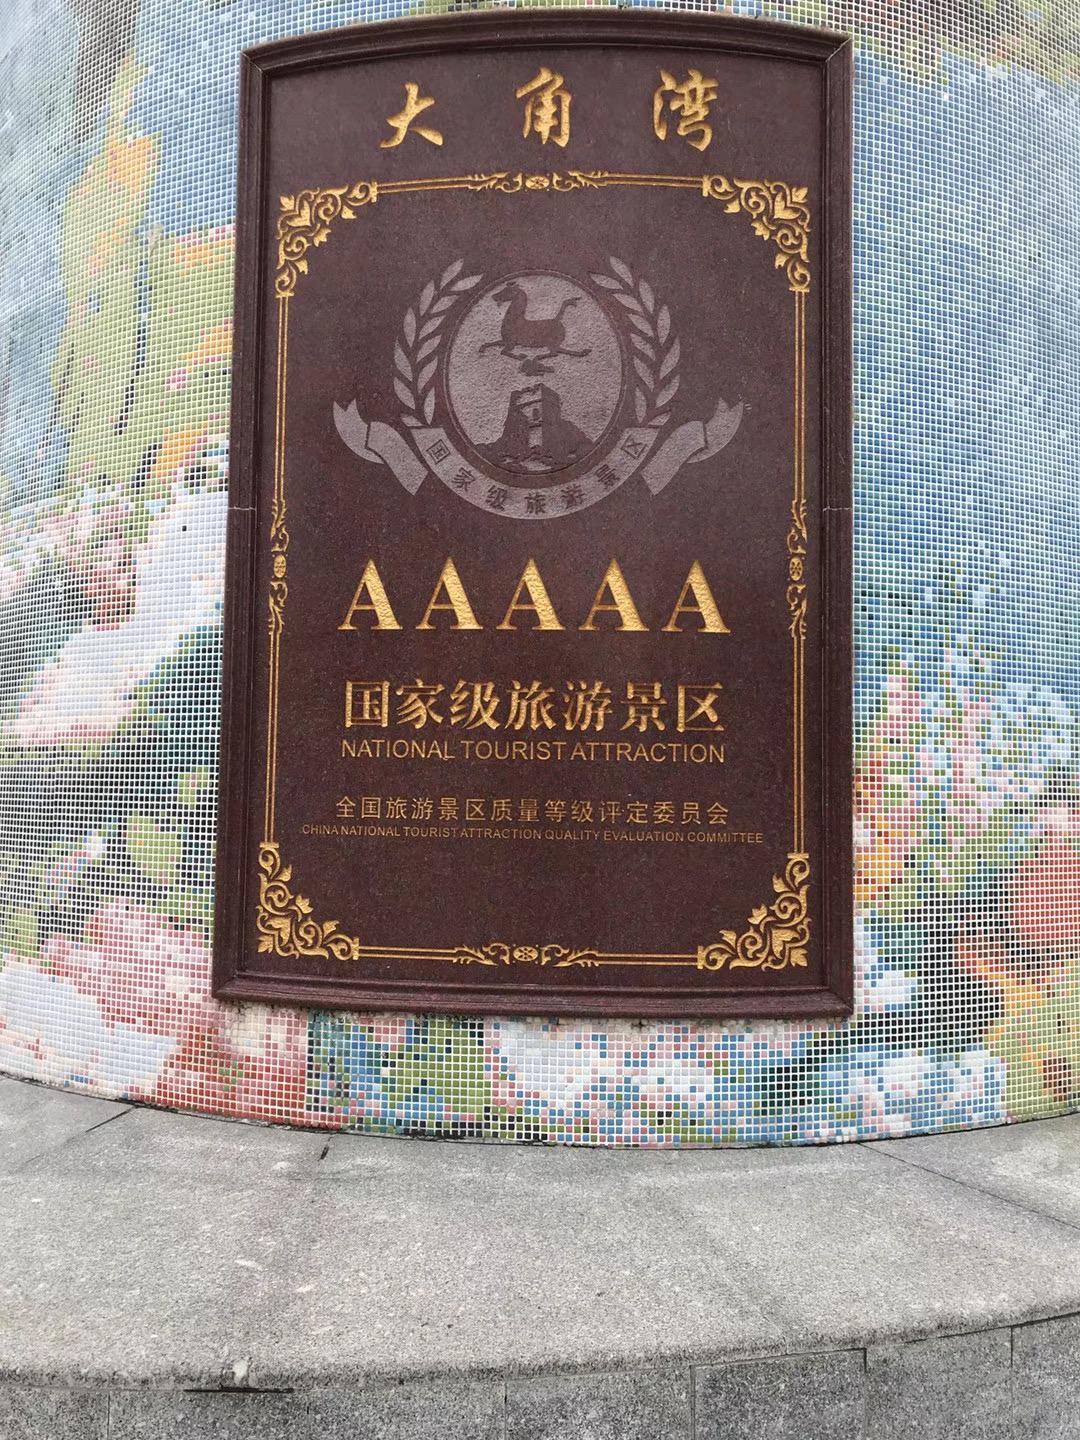 大角湾
国家级旅游景区
AAAAA
国家级旅游景区
NATIONAL TOURIST ATTRACTION
全国旅游景区质量等级评定委员会
CHINA NATIONAL TOURIST ATTRACTION QUALITY EVALUATION COMMITTEE